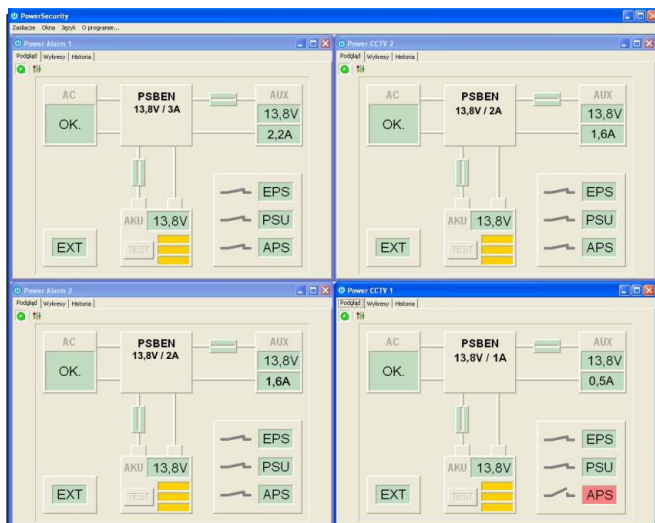 PowerSecurity
Zasilacze Okna Język O programie...
Power Alarm 1
Podgląd Wykresy Historia
AC
OK.
PSBEN
13,8V / 3A
AUX
13,8V
2,2A
AKU 13,8V
TEST
EXT
EPS
PSU
APS
Power CCTV 2
Podgląd Wykresy Historia
AC
OK.
PSBEN
13,8V / 2A
AUX
13,8V
1,6A
AKU 13,8V
TEST
EXT
EPS
PSU
APS
Power Alarm 2
Podgląd Wykresy Historia
AC
OK.
PSBEN
13,8V / 2A
AUX
13,8V
1,6A
AKU 13,8V
TEST
EXT
EPS
PSU
APS
Power CCTV 1
Podgląd Wykresy Historia
AC
OK.
PSBEN
13,8V / 1A
AUX
13,8V
0,5A
AKU 13,8V
TEST
EXT
EPS
PSU
APS